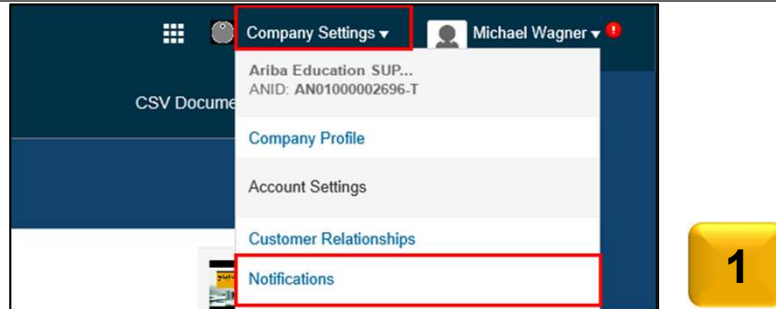 Company Settings ▾ Michael Wagner ▾ !
Ariba Education SUP...
ANID: AN01000002696-T
CSV Docume
Company Profile
Account Settings
Customer Relationships
Notifications
1